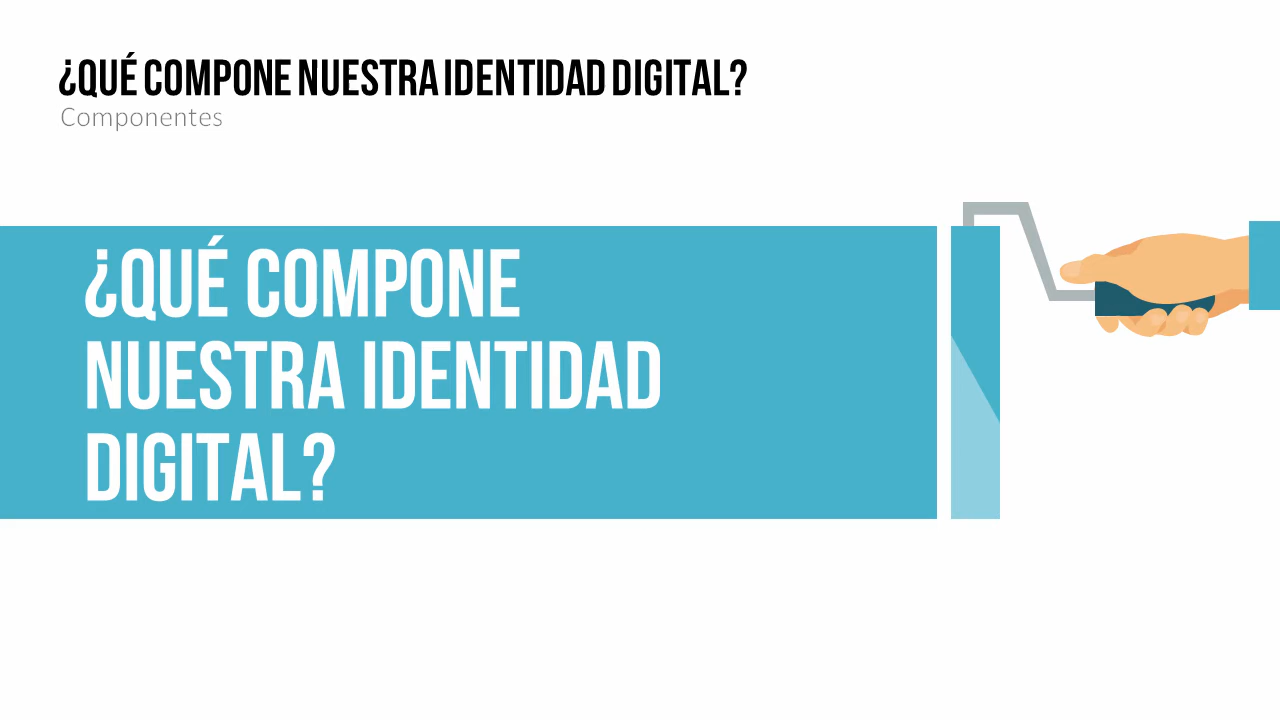 ¿QUÉ COMPONE NUESTRA IDENTIDAD DIGITAL?
Componentes
¿QUÉ COMPONE
NUESTRA IDENTIDAD
DIGITAL?